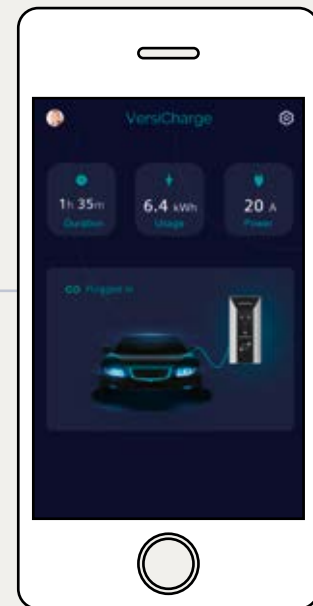 VersiCharge
1h 35m 6.4 kWh 20 A
Duration Usage Power
Plugged in